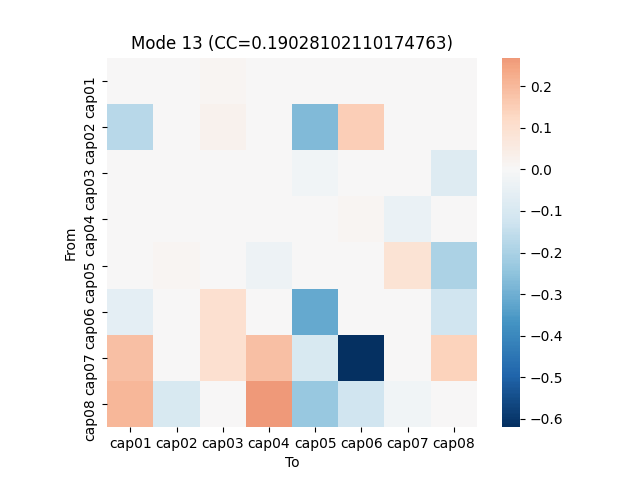 Mode 13 (CC=0.19028102110174763)
From
cap01
cap02
cap03
cap04
cap05
cap06
cap07
cap08
cap01 cap02 cap03 cap04 cap05 cap06 cap07 cap08
To
0.2
0.1
0.0
−0.1
−0.2
−0.3
−0.4
−0.5
−0.6